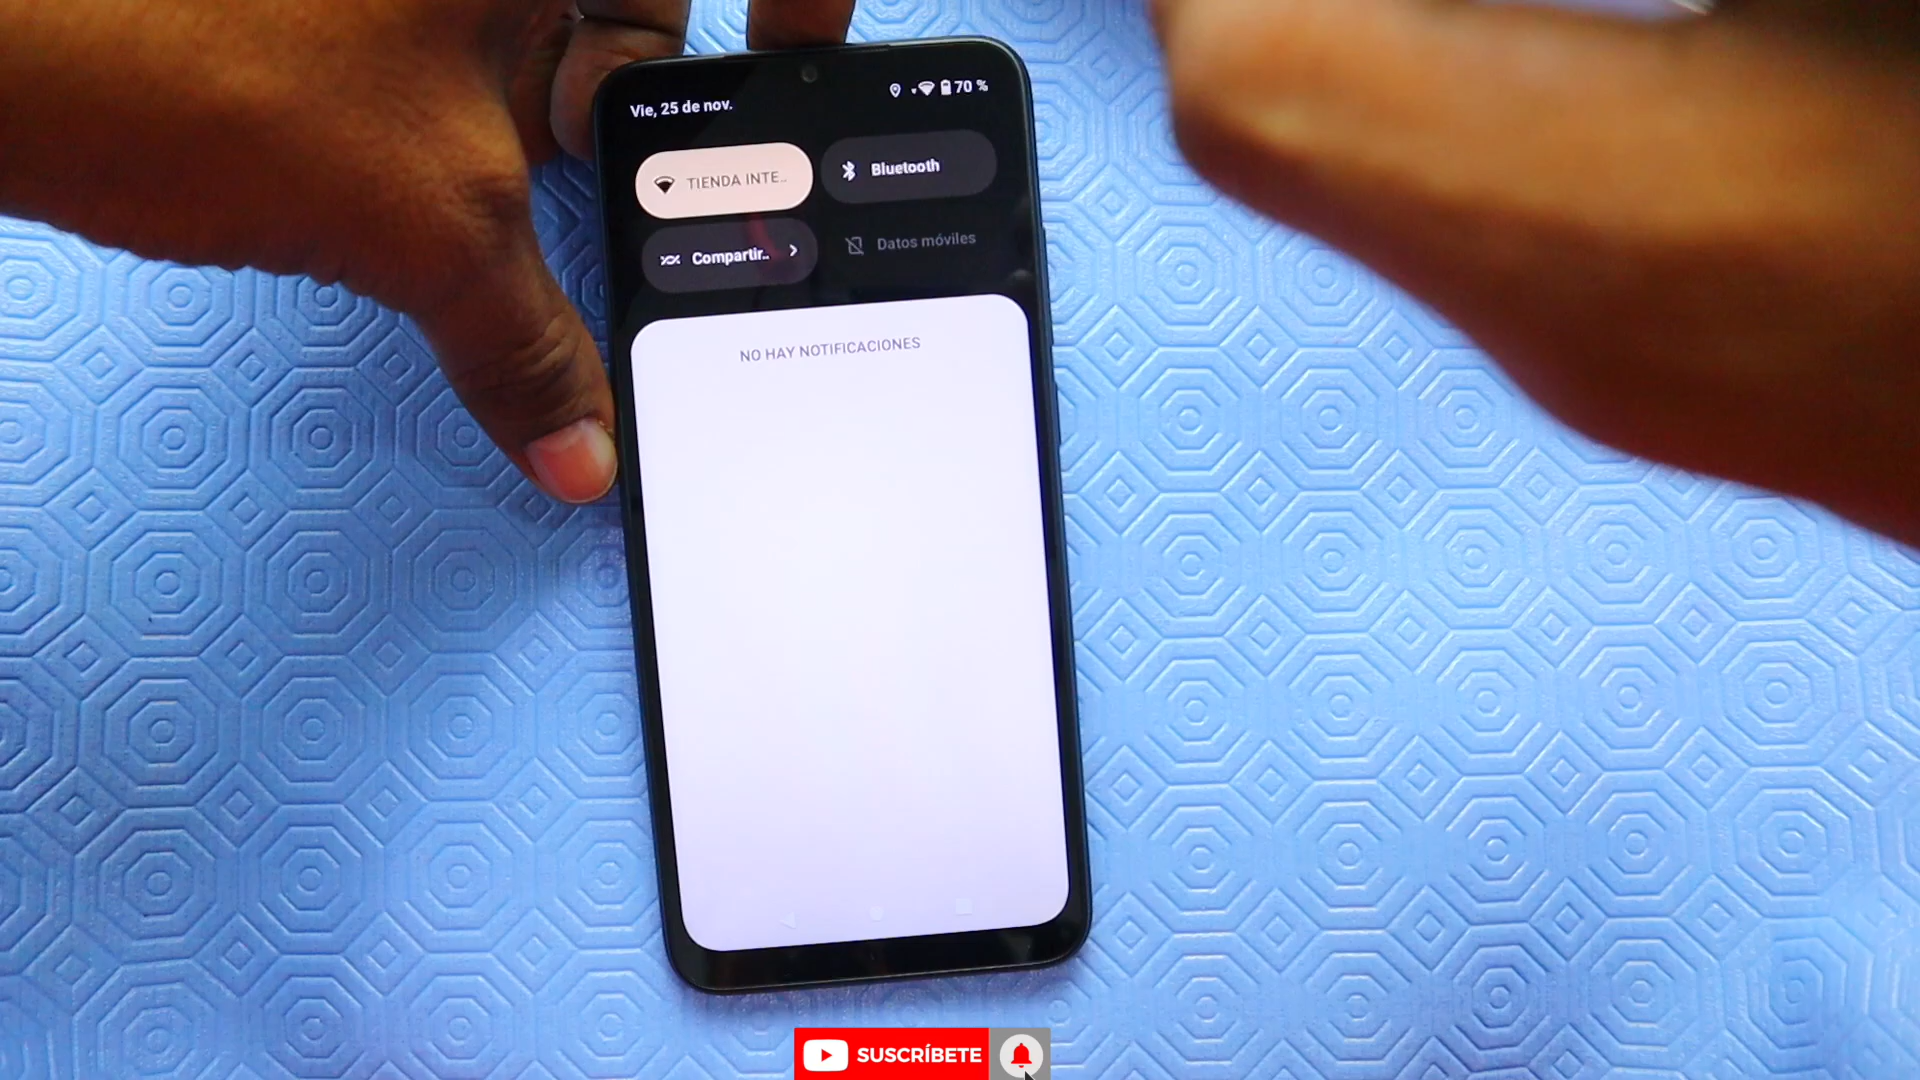 Vie, 25 de nov.
70 %
TIENDA INTE..
Bluetooth
Compartir..
Datos móviles
NO HAY NOTIFICACIONES
SUSCRÍBETE